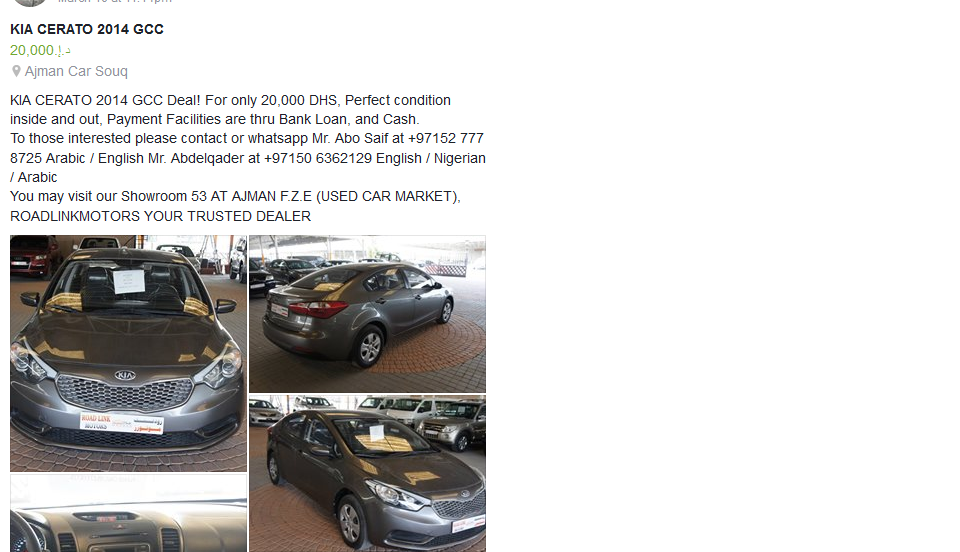 KIA CERATO 2014 GCC
20,000.د.إ
Ajman Car Souq
KIA CERATO 2014 GCC Deal! For only 20,000 DHS, Perfect condition
inside and out, Payment Facilities are thru Bank Loan, and Cash.
To those interested please contact or whatsapp Mr. Abo Saif at +97152 777
8725 Arabic / English Mr. Abdelqader at +97150 6362129 English / Nigerian
/ Arabic
You may visit our Showroom 53 AT AJMAN F.Z.E (USED CAR MARKET),
ROADLINKMOTORS YOUR TRUSTED DEALER
KIA
ROAD LINK
MOTORS